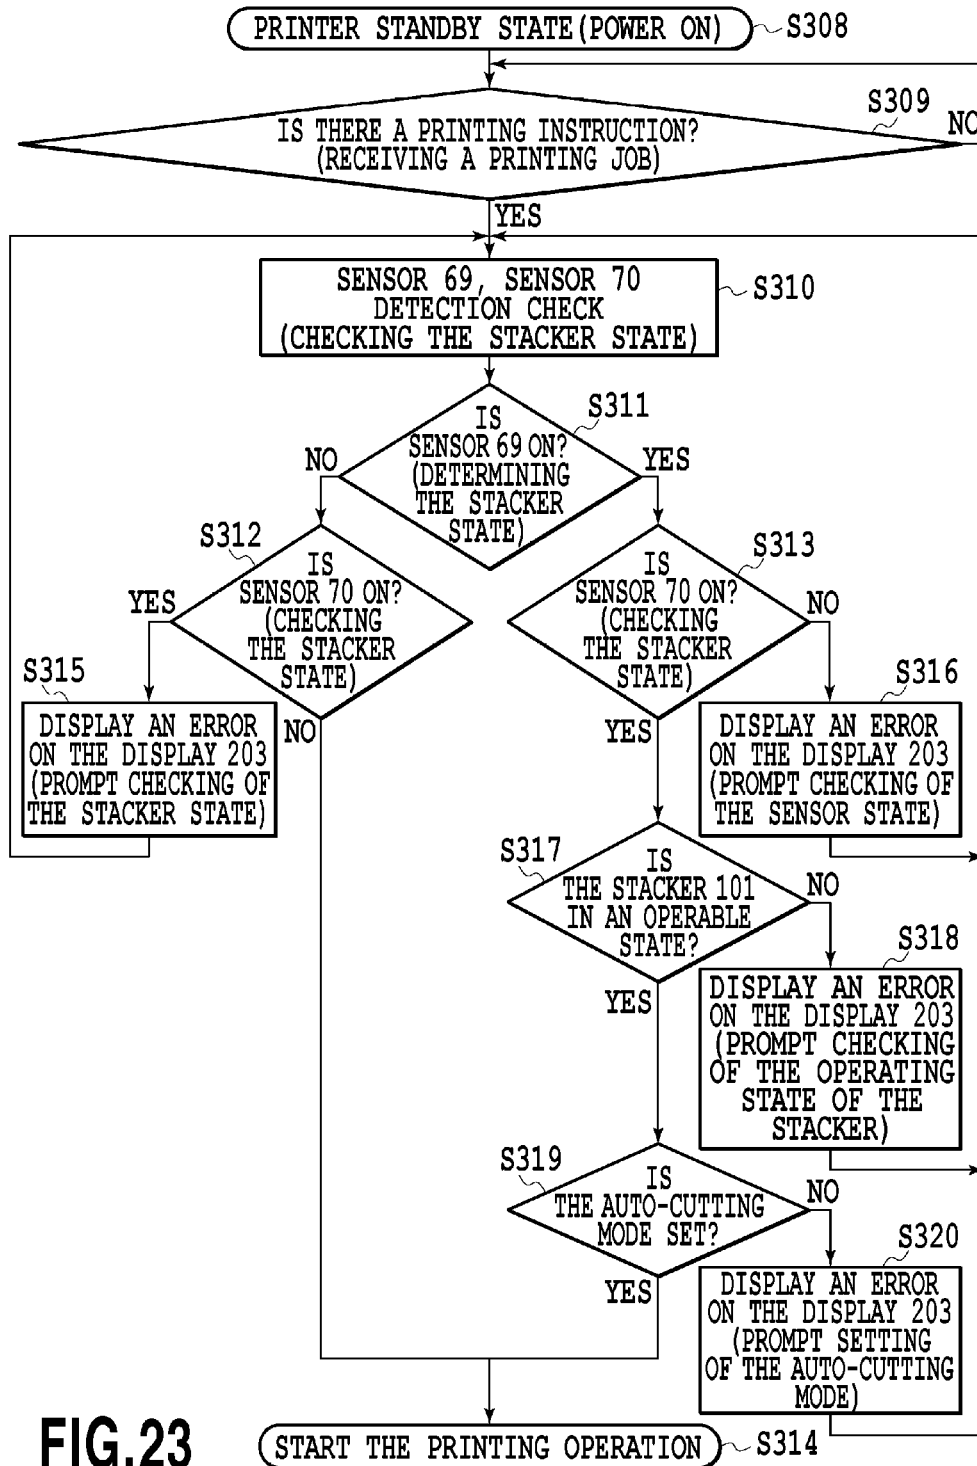 PRINTER STANDBY STATE(POWER ON)
S308
S309
NO
IS THERE A PRINTING INSTRUCTION?
(RECEIVING A PRINTING JOB)
YES
SENSOR 69, SENSOR 70
DETECTION CHECK
(CHECKING THE STACKER STATE)
S310
S311
IS
SENSOR 69 ON?
(DETERMINING
THE STACKER
STATE)
NO
YES
S312
IS
SENSOR 70 ON?
(CHECKING
THE STACKER
STATE)
YES
NO
S313
IS
SENSOR 70 ON?
(CHECKING
THE STACKER
STATE)
NO
YES
S315
DISPLAY AN ERROR
ON THE DISPLAY 203
(PROMPT CHECKING OF
THE STACKER STATE)
S316
DISPLAY AN ERROR
ON THE DISPLAY 203
(PROMPT CHECKING OF
THE SENSOR STATE)
S317
IS
THE STACKER 101
IN AN OPERABLE
STATE?
NO
YES
S318
DISPLAY AN ERROR
ON THE DISPLAY 203
(PROMPT CHECKING
OF THE OPERATING
STATE OF THE
STACKER)
S319
IS
THE AUTO-CUTTING
MODE SET?
NO
YES
S320
DISPLAY AN ERROR
ON THE DISPLAY 203
(PROMPT SETTING
OF THE AUTO-CUTTING
MODE)
START THE PRINTING OPERATION
S314
FIG.23